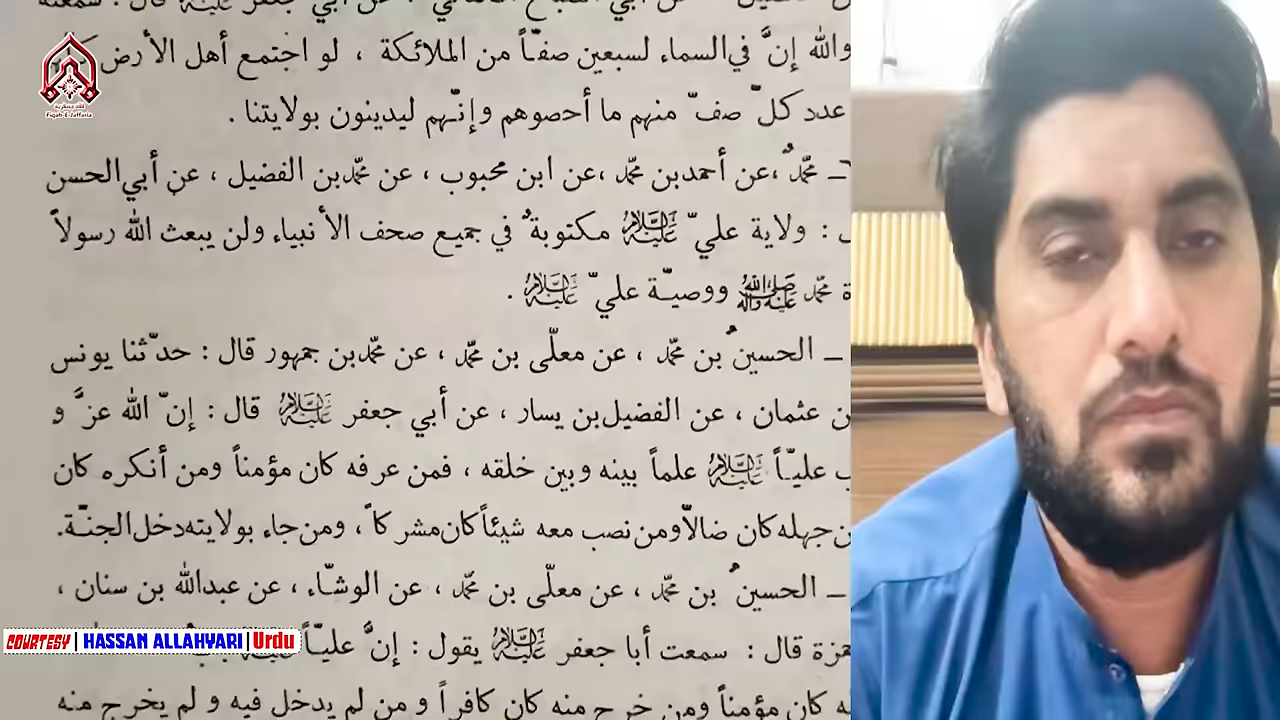 والله إنَّ في السماء لسبعين صفّاً من الملائكة ، لو اجتمع أهل الأرض
عدد كلّ صفّ منهم ما أحصوهم وإنّهم ليدينون بولايتنا .
ـ محمّدٌ ، عن أحمد بن محمّد ، عن ابن محبوب ، عن محمّد بن الفضيل ، عن أبي الحسن
: ولاية عليّ عليه السلام مكتوبةٌ في جميع صحف الأنبياء ولن يبعث الله رسولاً
محمّد صلى الله عليه وآله ووصيّة عليّ عليه السلام .
ـ الحسينُ بن محمّد ، عن معلّى بن محمّد ، عن محمّد بن جمهور قال : حدّثنا يونس
عثمان ، عن الفضيل بن يسار ، عن أبي جعفر عليه السلام قال : إنّ الله عزَّ و
عليّاً عليه السلام علماً بينه وبين خلقه ، فمن عرفه كان مؤمناً ومن أنكره كان
جهله كان ضالّاً ومن نصب معه شيئاً كان مشركاً ، ومن جاء بولايته دخل الجنّة.
ـ الحسينُ بن محمّد ، عن معلّى بن محمّد ، عن الوشّاء ، عن عبدالله بن سنان ،
قال : سمعت أبا جعفر عليه السلام يقول : إنَّ عليّاً
كان مؤمناً ومن خرج منه كان كافراً و من لم يدخل فيه و لم يخرج منه
Fiqah-E-Jaffaria
COURTESY | HASSAN ALLAHYARI | Urdu